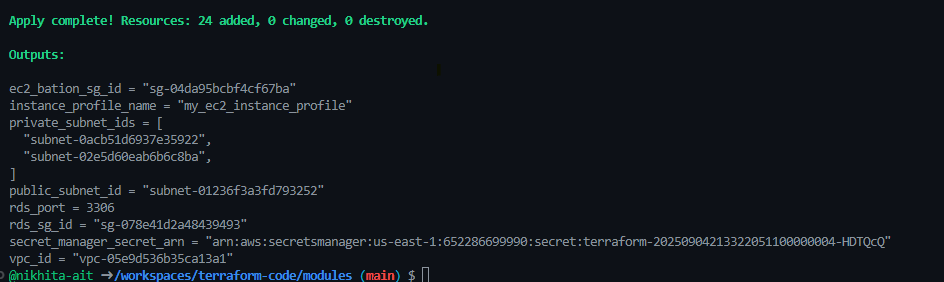 Apply complete! Resources: 24 added, 0 changed, 0 destroyed.
Outputs:
ec2_bation_sg_id = "sg-04da95bcbf4cf67ba"
instance_profile_name = "my_ec2_instance_profile"
private_subnet_ids = [
"subnet-0acb51d6937e35922",
"subnet-02e5d60eab6b6c8ba",
]
public_subnet_id = "subnet-01236f3a3fd793252"
rds_port = 3306
rds_sg_id = "sg-078e41d2a48439493"
secret_manager_secret_arn = "arn:aws:secretsmanager:us-east-1:652286699990:secret:terraform-20250904213322051100000004-HDTQcQ"
vpc_id = "vpc-05e9d536b35ca13a1"
@nikhita-ait ➜/workspaces/terraform-code/modules (main) $